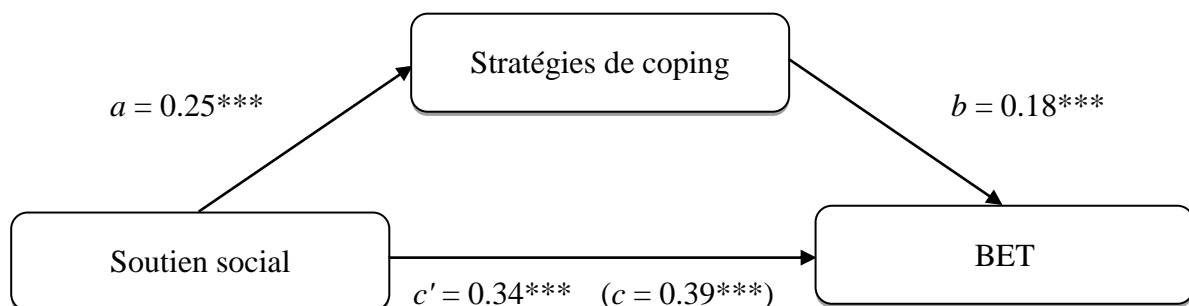 Stratégies de coping
a = 0.25***
b = 0.18***
Soutien social
BET
c' = 0.34*** (c = 0.39***)